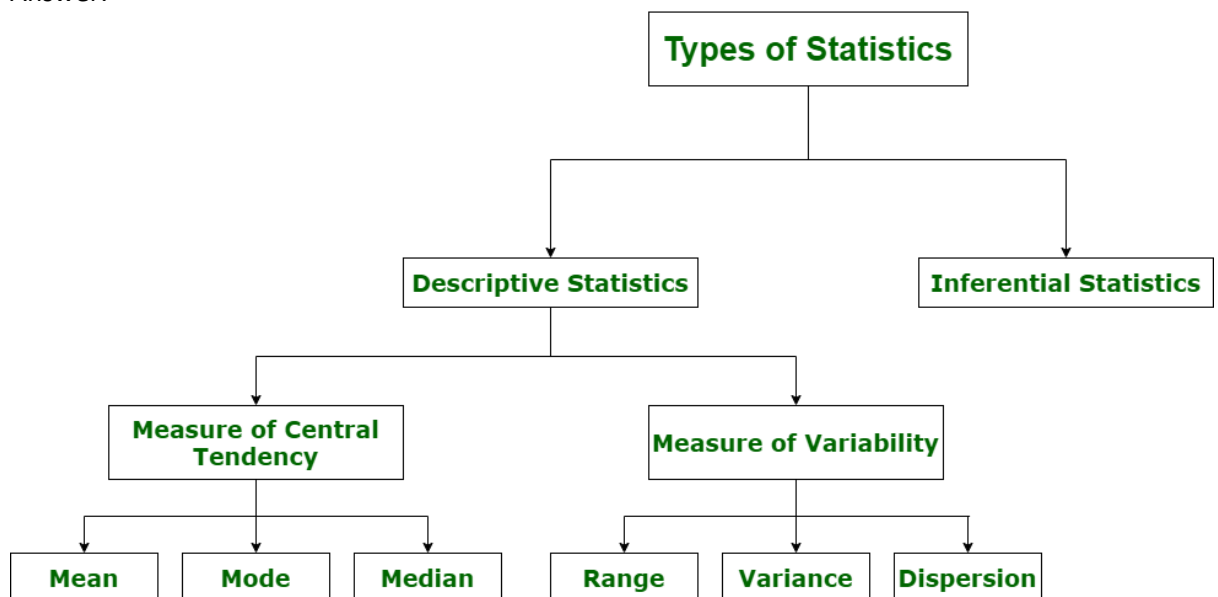 Answer:
Types of Statistics
Descriptive Statistics
Inferential Statistics
Measure of Central
Tendency
Measure of Variability
Mean
Mode
Median
Range
Variance
Dispersion